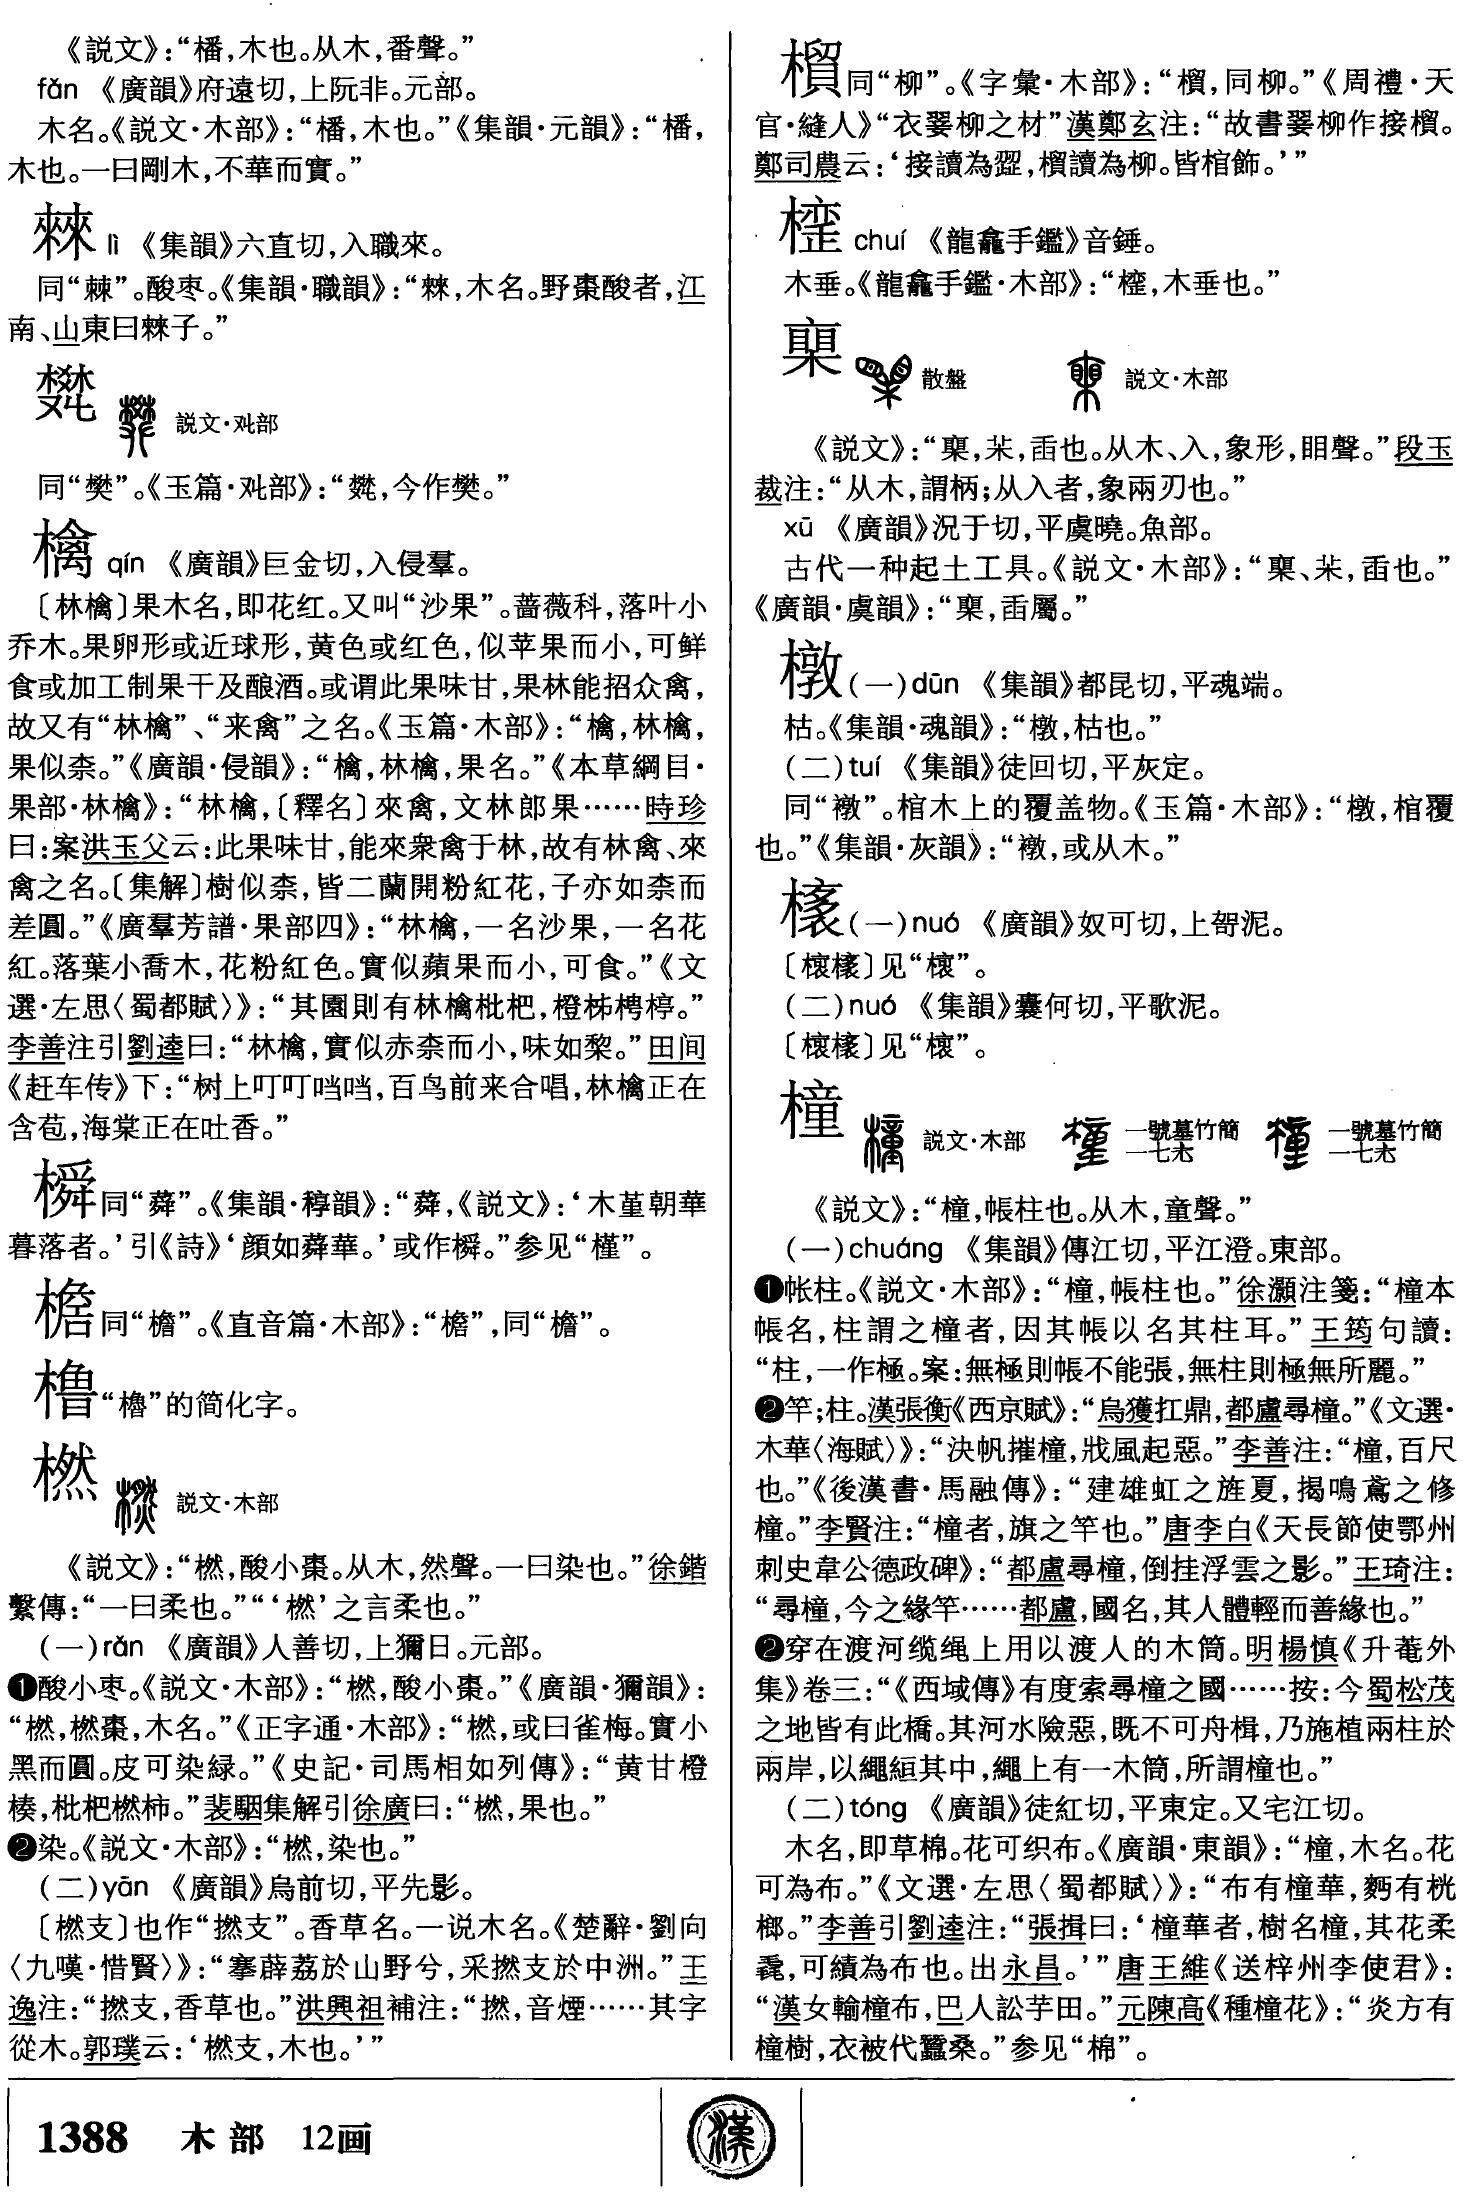 《説文》：“橎，木也。从木，番聲。”
fǎn 《廣韻》府遠切，上阮非。元部。
木名。《説文·木部》：“橎，木也。”《集韻·元韻》：“橎，
木也。一曰剛木，不華而實。”
lì 《集韻》六直切，入職來。
同“棘”。酸枣。《集韻·職韻》：“，木名。野棗酸者，江
南、山東曰棘子。”
説文·𠬜部
同“樊”。《玉篇·𠬜部》：“，今作樊。”
檎 qín 《廣韻》巨金切，入侵羣。
〔林檎〕果木名，即花红。又叫“沙果”。蔷薇科，落叶小
乔木。果卵形或近球形，黄色或红色，似苹果而小，可鲜
食或加工制果干及酿酒。或谓此果味甘，果林能招众禽，
故又有“林檎”、“来禽”之名。《玉篇·木部》：“檎，林檎，
果似柰。”《廣韻·侵韻》：“檎，林檎，果名。”《本草綱目·
果部·林檎》：“林檎，〔釋名〕來禽，文林郎果……時珍
曰：案洪玉父云：此果味甘，能來衆禽于林，故有林禽、來
禽之名。〔集解〕樹似柰，皆二蘭開粉紅花，子亦如柰而
差圓。”《廣羣芳譜·果部四》：“林檎，一名沙果，一名花
紅。落葉小喬木，花粉紅色。實似蘋果而小，可食。”《文
選·左思〈蜀都賦〉》：“其園則有林檎枇杷，橙柹梬楟。”
李善注引劉逵曰：“林檎，實似赤柰而小，味如棃。”田间
《赶车传》下：“树上叮叮噹噹，百鸟前来合唱，林檎正在
含苞，海棠正在吐香。”
橓同“蕣”。《集韻·稕韻》：“蕣，《説文》：‘木堇朝華
暮落者。’引《詩》‘顔如蕣華。’或作橓。”参见“槿”。
同“檐”。《直音篇·木部》：“”，同“檐”。
橹“櫓”的简化字。
橪 説文·木部
《説文》：“橪，酸小棗。从木，然聲。一曰染也。”徐鍇
繫傳：“一曰柔也。”“‘橪’之言柔也。”
（一）rǎn 《廣韻》人善切，上獮日。元部。
❶酸小枣。《説文·木部》：“橪，酸小棗。”《廣韻·獮韻》：
“橪，橪棗，木名。”《正字通·木部》：“橪，或曰雀梅。實小
黑而圓。皮可染緑。”《史記·司馬相如列傳》：“黄甘橙
楱，枇杷橪柿。”裴駰集解引徐廣曰：“橪，果也。”
❷染。《説文·木部》：“橪，染也。”
（二）yān 《廣韻》烏前切，平先影。
〔橪支〕也作“撚支”。香草名。一说木名。《楚辭·劉向
〈九嘆·惜賢〉》：“搴薜荔於山野兮，采撚支於中洲。”王
逸注：“撚支，香草也。”洪興祖補注：“撚，音煙……其字
從木。郭璞云：‘橪支，木也。’”
橮同“柳”。《字彙·木部》：“橮，同柳。”《周禮·天
官·縫人》“衣翣柳之材”漢鄭玄注：“故書翣柳作接橮。
鄭司農云：‘接讀為歰，橮讀為柳。皆棺飾。’”
chuí 《龍龕手鑑》音錘。
木垂。《龍龕手鑑·木部》：“，木垂也。”
㮆 散盤 説文·木部
《説文》：“，㭒，臿也。从木、入，象形，䀠聲。”段玉
裁注：“从木，謂柄；从入者，象兩刃也。”
xū 《廣韻》況于切，平虞曉。魚部。
古代一种起土工具。《説文·木部》：“、㭒，臿也。”
《廣韻·虞韻》：“，臿屬。”
橔（一）dūn 《集韻》都昆切，平魂端。
枯。《集韻·魂韻》：“橔，枯也。”
（二）tuí 《集韻》徒回切，平灰定。
同“䙪”。棺木上的覆盖物。《玉篇·木部》：“橔，棺覆
也。”《集韻·灰韻》：“，或从木。”
橠（一）nuó 《廣韻》奴可切，上哿泥。
〔橠〕见“”。
（二）nuó 《集韻》囊何切，平歌泥。
〔橠〕见“”。
橦 説文·木部 一號墓竹簡 一七六 一號墓竹簡 一七六
《説文》：“橦，帳柱也。从木，童聲。”
（一）chuáng 《集韻》傳江切，平江澄。東部。
❶帐柱。《説文·木部》：“橦，帳柱也。”徐灝注箋：“橦本
帳名，柱謂之橦者，因其帳以名其柱耳。”王筠句讀：
“柱，一作極。案：無極則帳不能張，無柱則極無所麗。”
❷竿；柱。漢張衡《西京賦》：“烏獲扛鼎，都盧尋橦。”《文選·
木華〈海賦〉》：“決帆摧橦，戕風起惡。”李善注：“橦，百尺
也。”《後漢書·馬融傳》：“建雄虹之旌夏，揭鳴鳶之修
橦。”李賢注：“橦者，旗之竿也。”唐李白《天長節使鄂州
刺史韋公德政碑》：“都盧尋橦，倒挂浮雲之影。”王琦注：
“尋橦，今之緣竿……都盧，國名，其人體輕而善緣也。”
❷穿在渡河缆绳上用以渡人的木筒。明楊慎《升菴外
集》卷三：“《西域傳》有度索尋橦之國……按：今蜀松茂
之地皆有此橋。其河水險惡，既不可舟楫，乃施植兩柱於
兩岸，以繩絙其中，繩上有一木筒，所謂橦也。”
（二）tóng 《廣韻》徒紅切，平東定。又宅江切。
木名，即草棉。花可织布。《廣韻·東韻》：“橦，木名。花
可為布。”《文選·左思〈蜀都賦〉》：“布有橦華，麪有桄
榔。”李善引劉逵注：“張揖曰：‘橦華者，樹名橦，其花柔
毳，可績為布也。出永昌。’”唐王維《送梓州李使君》：
“漢女輸橦布，巴人訟芋田。”元陳高《種橦花》：“炎方有
橦樹，衣被代蠶桑。”参见“棉”。
1388 木部 12画
漢